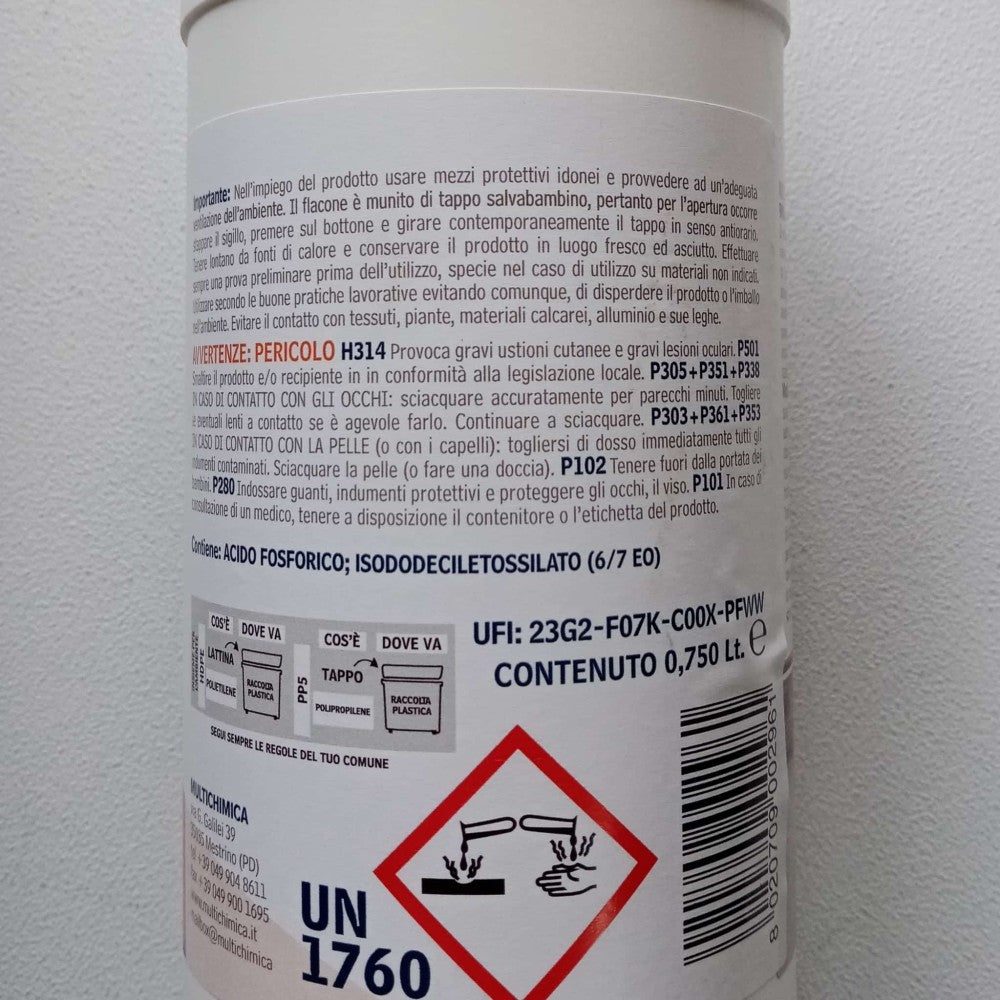 Importante: Nell'impiego del prodotto usare mezzi protettivi idonei e provvedere ad un'adeguata
ventilazione dell'ambiente. Il flacone è munito di tappo salvabambino, pertanto per l'apertura occorre
strappare il sigillo, premere sul bottone e girare contemporaneamente il tappo in senso antiorario.
Tenere lontano da fonti di calore e conservare il prodotto in luogo fresco ed asciutto. Effettuare
sempre una prova preliminare prima dell'utilizzo, specie nel caso di utilizzo su materiali non indicati.
Utilizzare secondo le buone pratiche lavorative evitando comunque, di disperdere il prodotto o l'imballo
nell'ambiente. Evitare il contatto con tessuti, piante, materiali calcarei, alluminio e sue leghe.
AVVERTENZE: PERICOLO H314 Provoca gravi ustioni cutanee e gravi lesioni oculari. P501
Smaltire il prodotto e/o recipiente in in conformità alla legislazione locale. P305+P351+P338
IN CASO DI CONTATTO CON GLI OCCHI: sciacquare accuratamente per parecchi minuti. Togliere
le eventuali lenti a contatto se è agevole farlo. Continuare a sciacquare. P303+P361+P353
IN CASO DI CONTATTO CON LA PELLE (o con i capelli): togliersi di dosso immediatamente tutti gli
indumenti contaminati. Sciacquare la pelle (o fare una doccia). P102 Tenere fuori dalla portata dei
bambini. P280 Indossare guanti, indumenti protettivi e proteggere gli occhi, il viso. P101 In caso di
consultazione di un medico, tenere a disposizione il contenitore o l'etichetta del prodotto.
Contiene: ACIDO FOSFORICO; ISODODECILETOSSILATO (6/7 EO)
UFI: 23G2-F07K-C00X-PFWW
CONTENUTO 0,750 Lt. e
HDPE
COS'È DOVE VA
LATTINA
POLIETILENE
RACCOLTA
PLASTICA
PP5
COS'È DOVE VA
TAPPO
POLIPROPILENE
RACCOLTA
PLASTICA
SEGUI SEMPRE LE REGOLE DEL TUO COMUNE
MULTICHIMICA
via G. Galilei 39
35035 Mestrino (PD)
tel. +39 049 904 8611
Fax +39 049 900 1695
www.multichimica.it
mailbox@multichimica
UN
1760
8 020709 002961